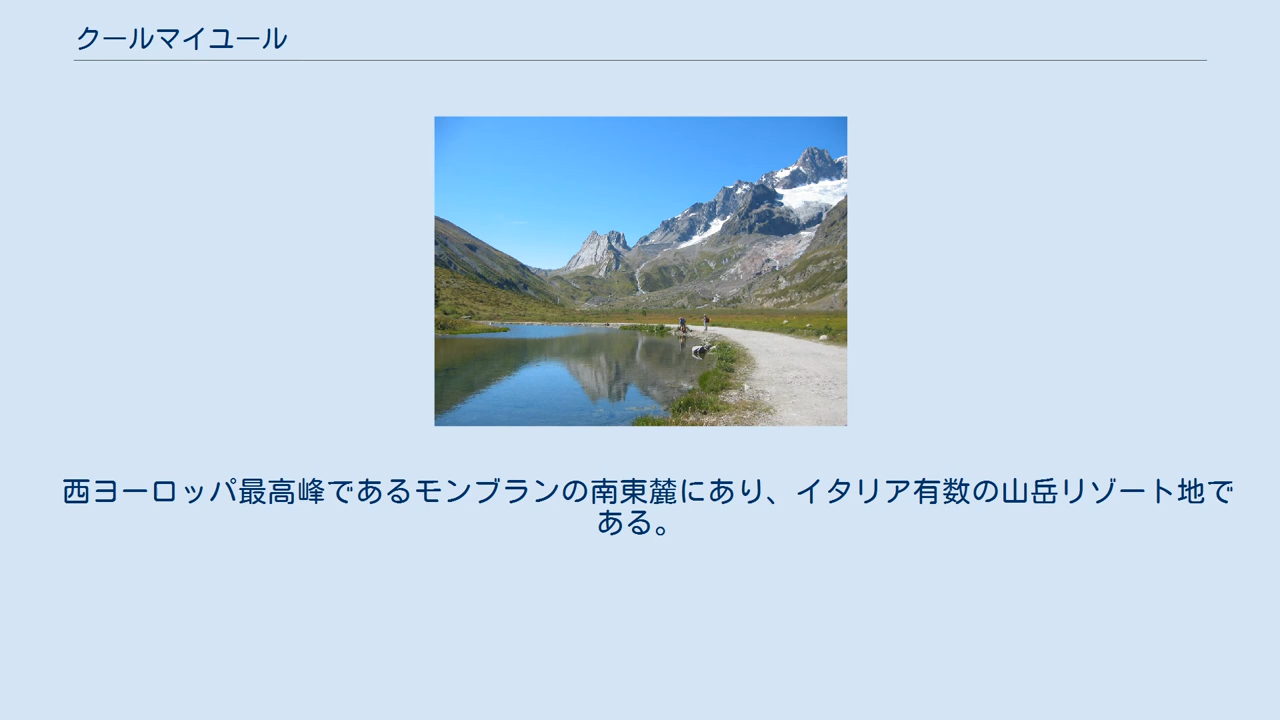 クールマイユール
西ヨーロッパ最高峰であるモンブランの南東麓にあり、イタリア有数の山岳リゾート地で
ある。